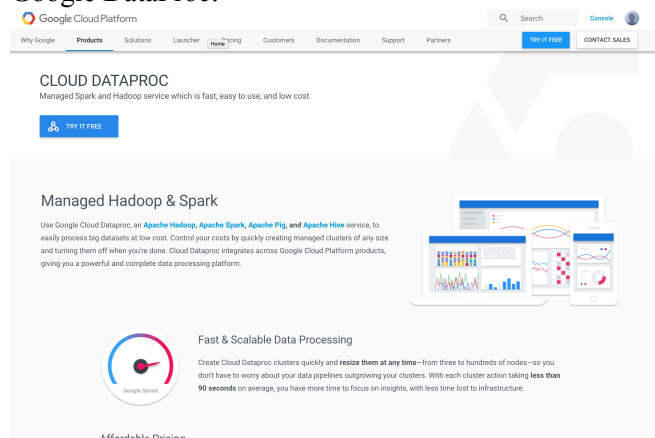 Google DataProc:
Google Cloud Platform
Search
Console
Why Google
Products
Solutions
Launcher
Pricing
Customers
Documentation
Support
Partners
TRY IT FREE
CONTACT SALES
Home
CLOUD DATAPROC
Managed Spark and Hadoop service which is fast, easy to use, and low cost
TRY IT FREE
Managed Hadoop & Spark
Use Google Cloud Dataproc, an Apache Hadoop, Apache Spark, Apache Pig, and Apache Hive service, to
easily process big datasets at low cost. Control your costs by quickly creating managed clusters of any size
and turning them off when you're done. Cloud Dataproc integrates across Google Cloud Platform products,
giving you a powerful and complete data processing platform.
Fast & Scalable Data Processing
Create Cloud Dataproc clusters quickly and resize them at any time—from three to hundreds of nodes—so you
don't have to worry about your data pipelines outgrowing your clusters. With each cluster action taking less than
90 seconds on average, you have more time to focus on insights, with less time lost to infrastructure.
Google Speed
Affordable Pricing